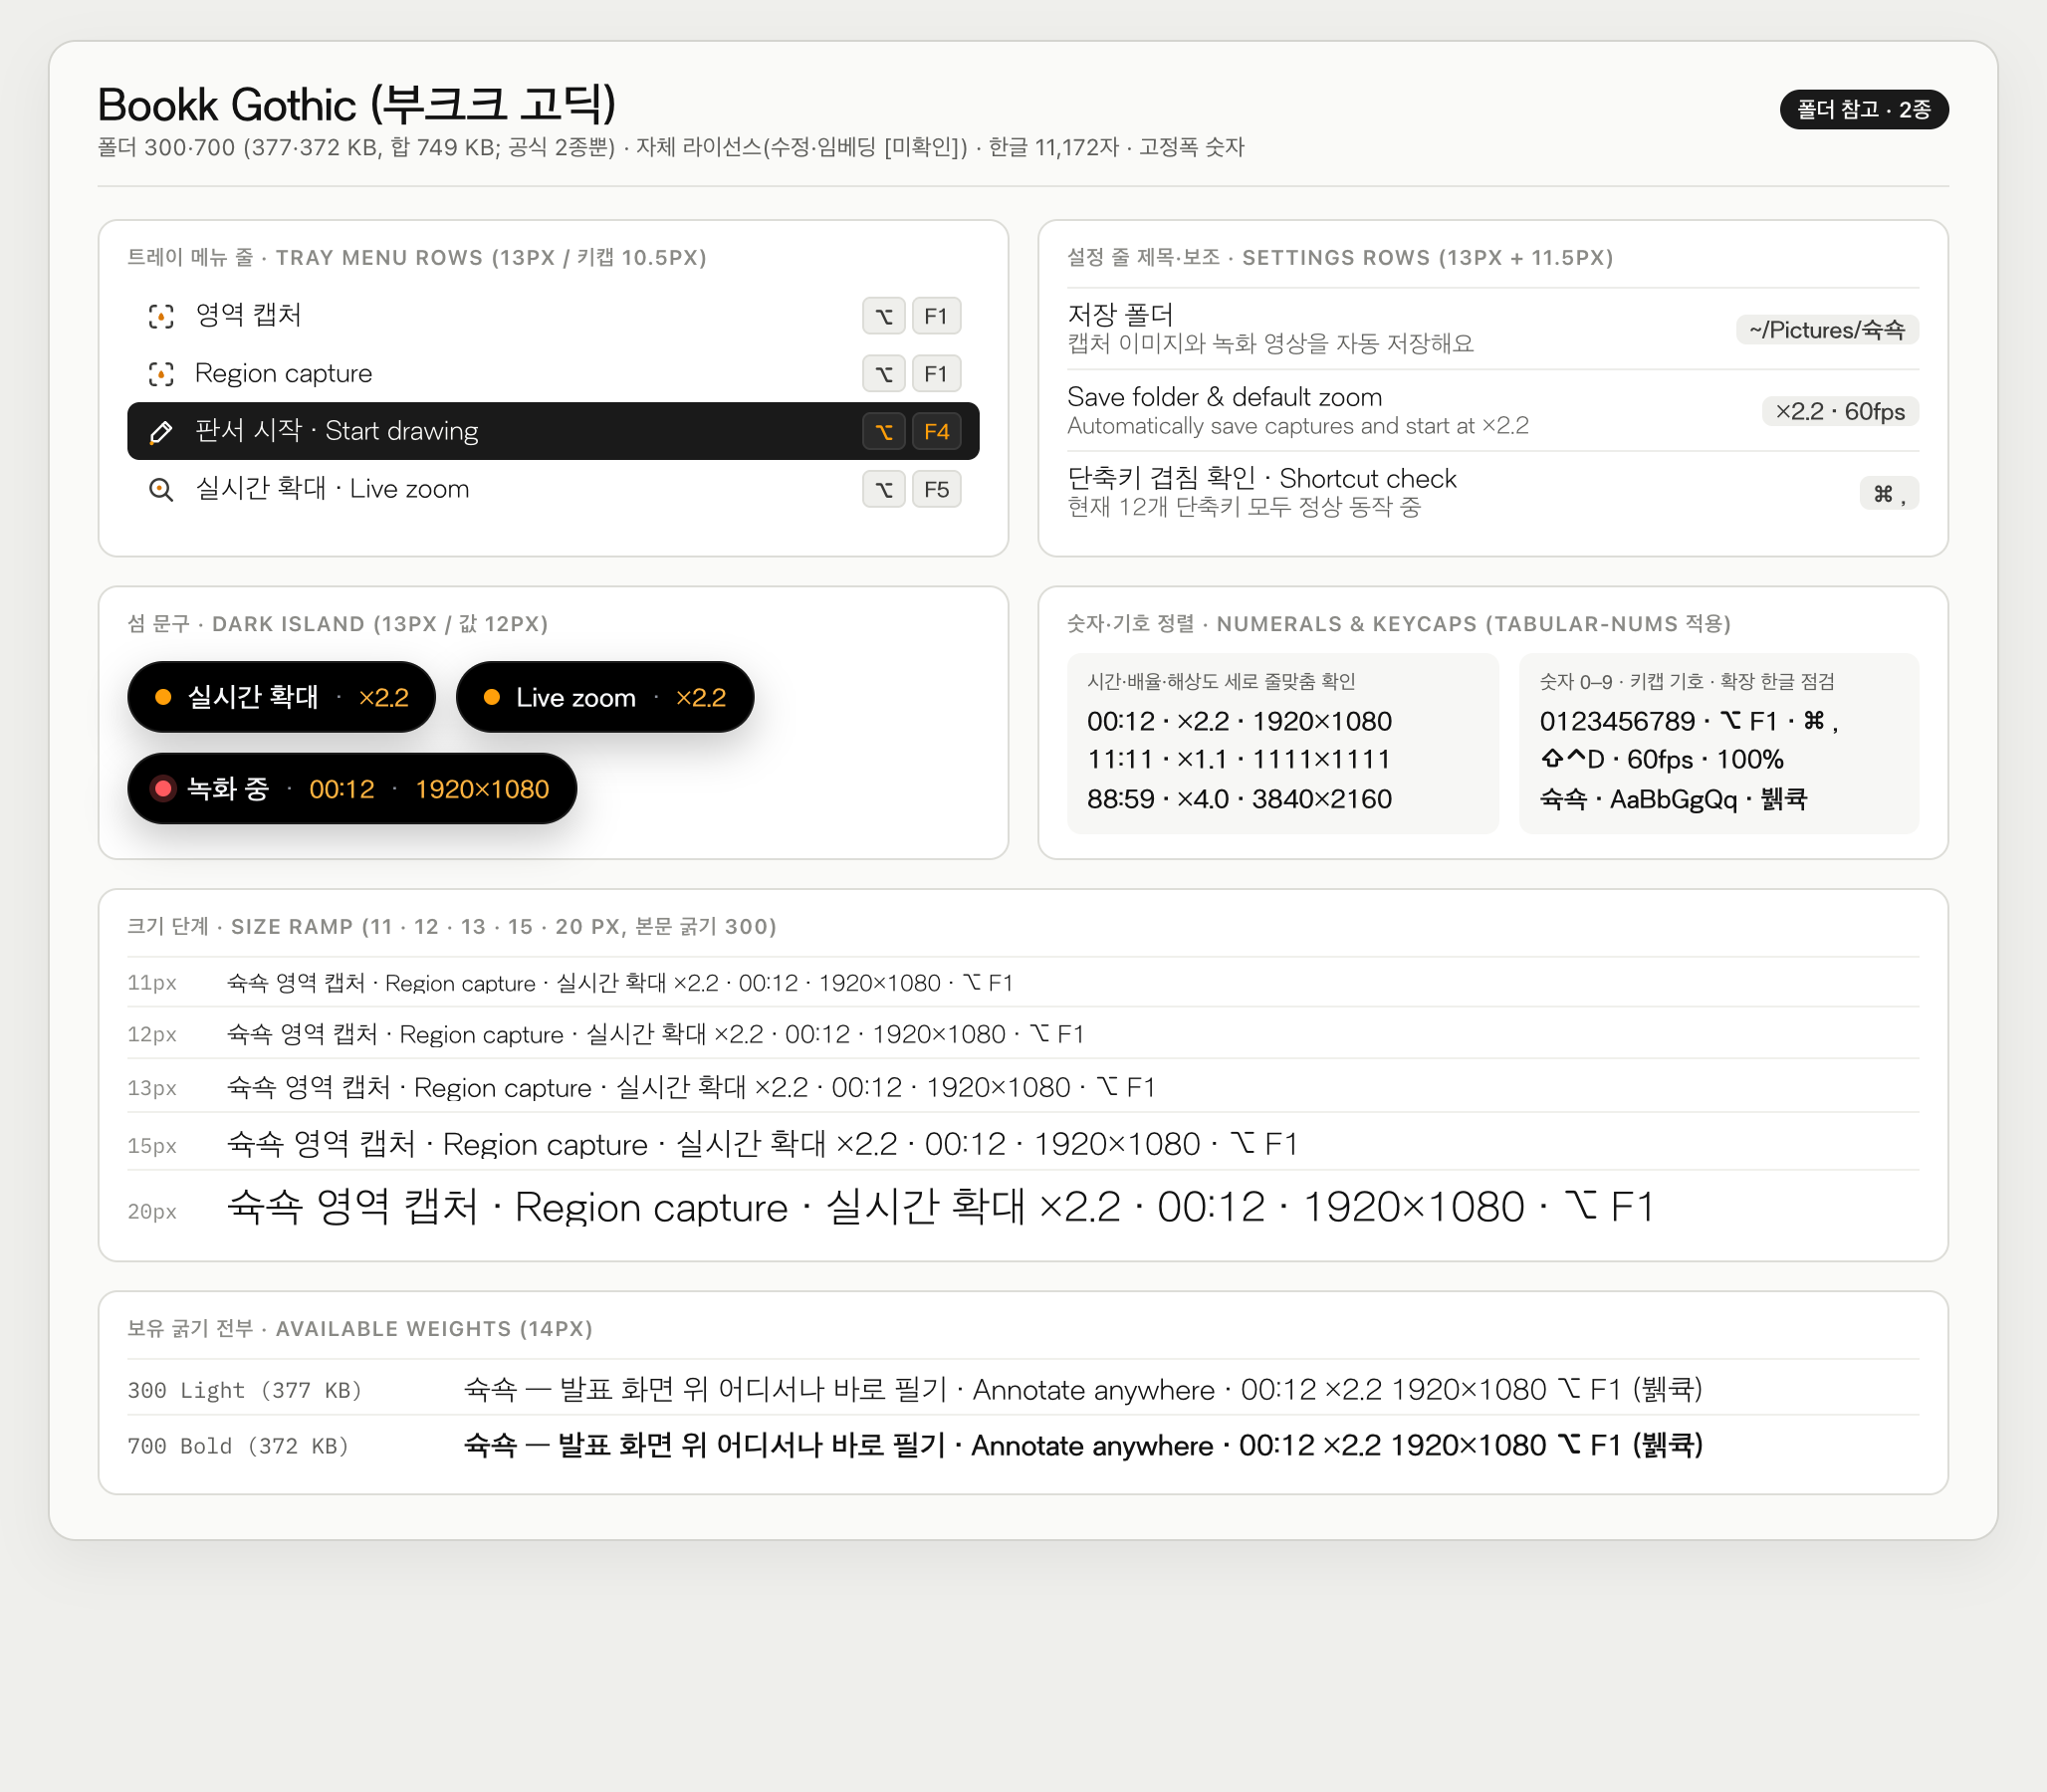 Bookk Gothic (부크크 고딕)
폴더 참고 · 2종
폴더 300·700 (377·372 KB, 합 749 KB; 공식 2종뿐) · 자체 라이선스(수정·임베딩 [미확인]) · 한글 11,172자 · 고정폭 숫자
트레이 메뉴 줄 · TRAY MENU ROWS (13PX / 키캡 10.5PX)
영역 캡처 ⌥ F1
Region capture ⌥ F1
판서 시작 · Start drawing ⌥ F4
실시간 확대 · Live zoom ⌥ F5
설정 줄 제목·보조 · SETTINGS ROWS (13PX + 11.5PX)
저장 폴더
캡처 이미지와 녹화 영상을 자동 저장해요
~/Pictures/슉쇽
Save folder & default zoom
Automatically save captures and start at ×2.2
×2.2 · 60fps
단축키 겹침 확인 · Shortcut check
현재 12개 단축키 모두 정상 동작 중
⌘ ,
섬 문구 · DARK ISLAND (13PX / 값 12PX)
실시간 확대 · ×2.2
Live zoom · ×2.2
녹화 중 · 00:12 · 1920×1080
숫자·기호 정렬 · NUMERALS & KEYCAPS (TABULAR-NUMS 적용)
시간·배율·해상도 세로 줄맞춤 확인
00:12 · ×2.2 · 1920×1080
11:11 · ×1.1 · 1111×1111
88:59 · ×4.0 · 3840×2160
숫자 0–9 · 키캡 기호 · 확장 한글 점검
0123456789 · ⌥ F1 · ⌘ ,
⇧^D · 60fps · 100%
슉쇽 · AaBbGgQq · 뷁큑
크기 단계 · SIZE RAMP (11 · 12 · 13 · 15 · 20 PX, 본문 굵기 300)
11px 슉쇽 영역 캡처 · Region capture · 실시간 확대 ×2.2 · 00:12 · 1920×1080 · ⌥ F1
12px 슉쇽 영역 캡처 · Region capture · 실시간 확대 ×2.2 · 00:12 · 1920×1080 · ⌥ F1
13px 슉쇽 영역 캡처 · Region capture · 실시간 확대 ×2.2 · 00:12 · 1920×1080 · ⌥ F1
15px 슉쇽 영역 캡처 · Region capture · 실시간 확대 ×2.2 · 00:12 · 1920×1080 · ⌥ F1
20px 슉쇽 영역 캡처 · Region capture · 실시간 확대 ×2.2 · 00:12 · 1920×1080 · ⌥ F1
보유 굵기 전부 · AVAILABLE WEIGHTS (14PX)
300 Light (377 KB) 슉쇽 — 발표 화면 위 어디서나 바로 필기 · Annotate anywhere · 00:12 ×2.2 1920×1080 ⌥ F1 (뷁큑)
700 Bold (372 KB) 슉쇽 — 발표 화면 위 어디서나 바로 필기 · Annotate anywhere · 00:12 ×2.2 1920×1080 ⌥ F1 (뷁큑)